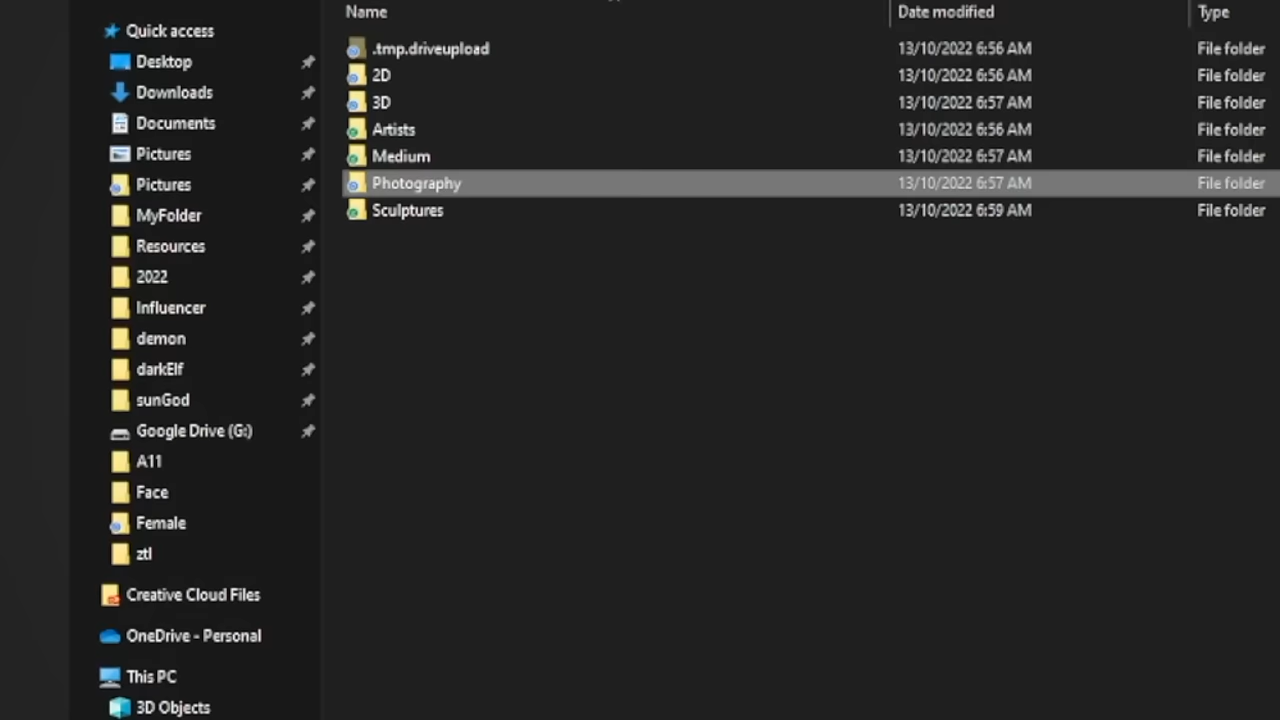 Name Date modified Type
Quick access
.tmp.driveupload 13/10/2022 6:56 AM File folder
Desktop
2D 13/10/2022 6:56 AM File folder
Downloads
3D 13/10/2022 6:57 AM File folder
Documents
Artists 13/10/2022 6:56 AM File folder
Pictures
Medium 13/10/2022 6:57 AM File folder
Pictures
Photography 13/10/2022 6:57 AM File folder
MyFolder
Sculptures 13/10/2022 6:59 AM File folder
Resources
2022
Influencer
demon
darkElf
sunGod
Google Drive (G:)
A11
Face
Female
ztl
Creative Cloud Files
OneDrive - Personal
This PC
3D Objects